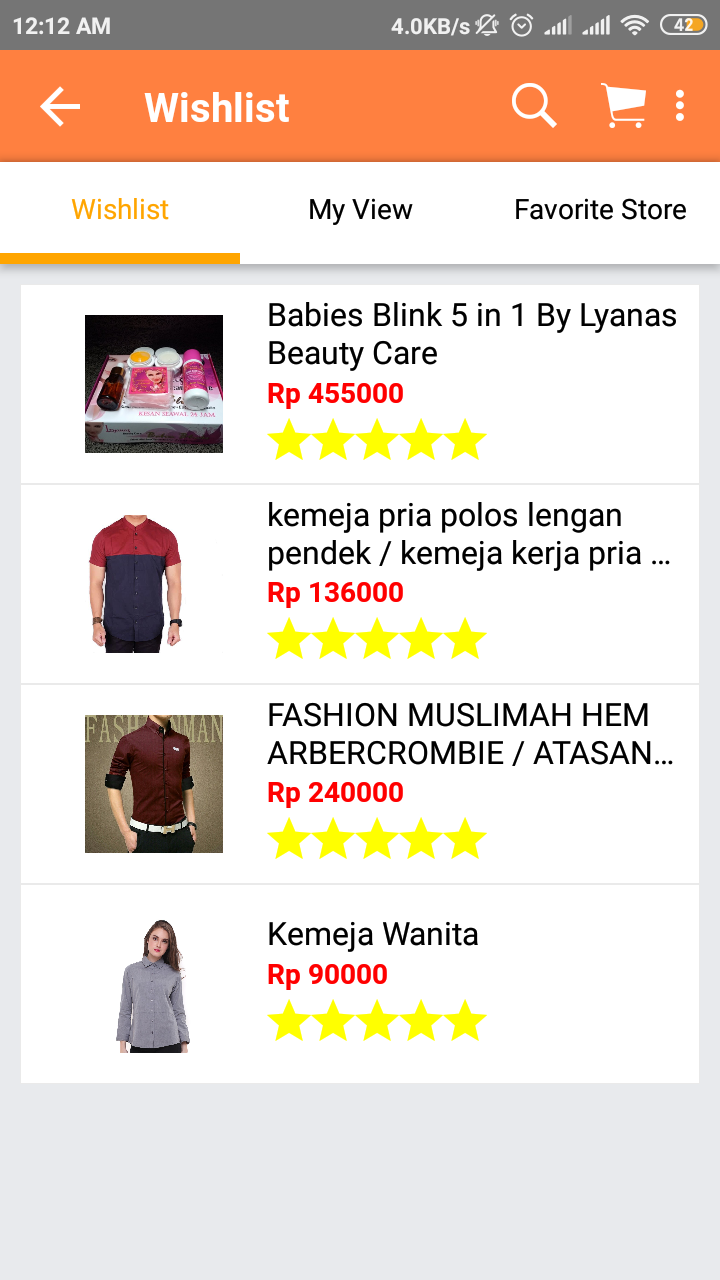 12:12 AM
4.0KB/s
42
Wishlist
Wishlist
My View
Favorite Store
Babies Blink 5 in 1 By Lyanas
Beauty Care
Rp 455000
kemeja pria polos lengan
pendek / kemeja kerja pria ...
Rp 136000
FASHION MUSLIMAH HEM
ARBERCROMBIE / ATASAN...
Rp 240000
Kemeja Wanita
Rp 90000